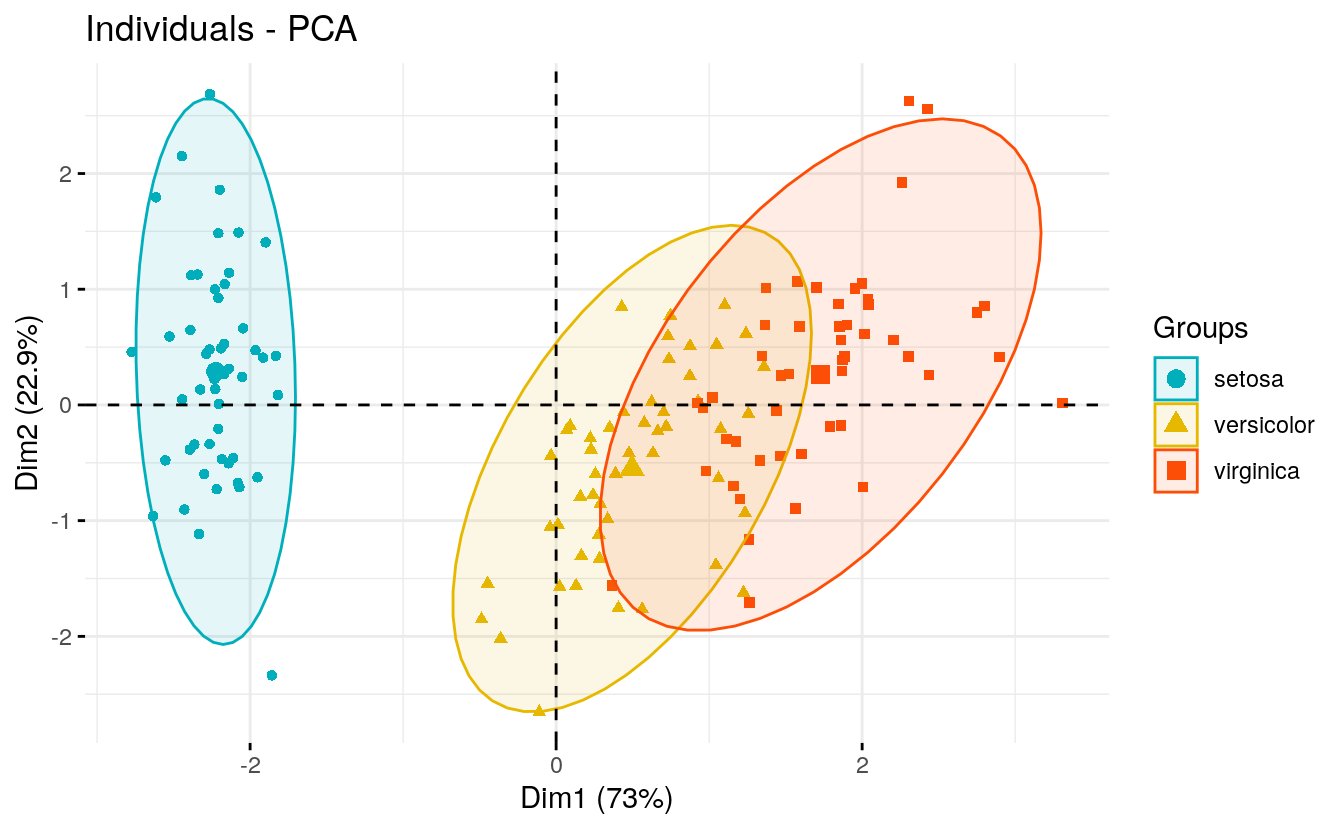 Individuals - PCA
Dim2 (22.9%)
2
1
0
-1
-2
-2
0
2
Dim1 (73%)
Groups
setosa
versicolor
virginica